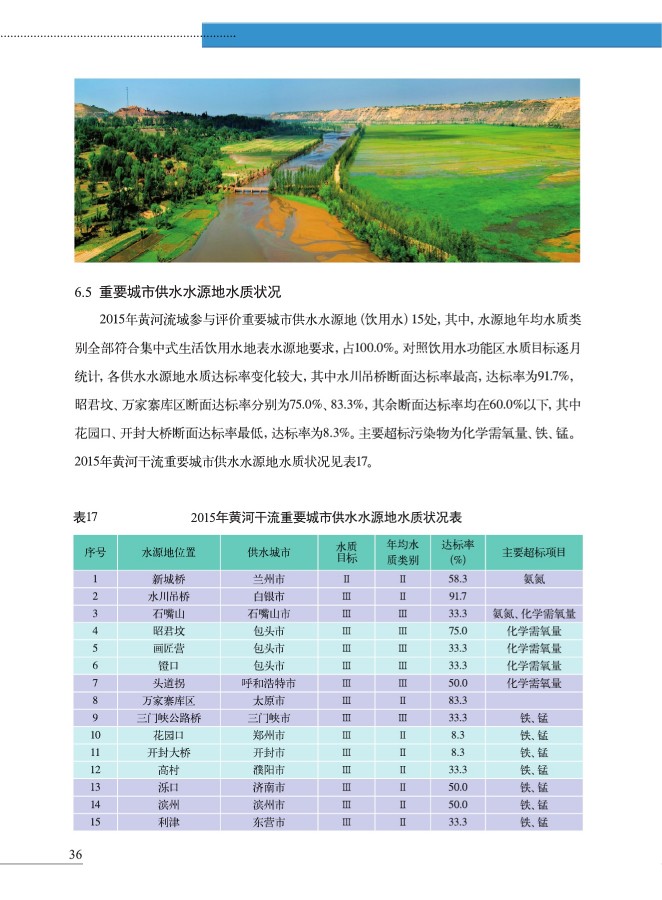 6.5 重要城市供水水源地水质状况
2015年黄河流域参与评价重要城市供水水源地(饮用水)15处,其中,水源地年均水质类
别全部符合集中式生活饮用水地表水源地要求,占100.0%。对照饮用水功能区水质目标逐月
统计,各供水水源地水质达标率变化较大,其中水川吊桥断面达标率最高,达标率为91.7%,
昭君坟、万家寨库区断面达标率分别为75.0%、83.3%,其余断面达标率均在60.0%以下,其中
花园口、开封大桥断面达标率最低,达标率为8.3%。主要超标污染物为化学需氧量、铁、锰。
2015年黄河干流重要城市供水水源地水质状况见表17。
表17 2015年黄河干流重要城市供水水源地水质状况表
序号 水源地位置 供水城市 水质目标 年均水质类别 达标率(%) 主要超标项目
1 新城桥 兰州市 Ⅱ Ⅱ 58.3 氨氮
2 水川吊桥 白银市 Ⅲ Ⅱ 91.7
3 石嘴山 石嘴山市 Ⅲ Ⅲ 33.3 氨氮、化学需氧量
4 昭君坟 包头市 Ⅲ Ⅲ 75.0 化学需氧量
5 画匠营 包头市 Ⅲ Ⅲ 33.3 化学需氧量
6 镫口 包头市 Ⅲ Ⅲ 33.3 化学需氧量
7 头道拐 呼和浩特市 Ⅲ Ⅲ 50.0 化学需氧量
8 万家寨库区 太原市 Ⅲ Ⅱ 83.3
9 三门峡公路桥 三门峡市 Ⅲ Ⅲ 33.3 铁、锰
10 花园口 郑州市 Ⅲ Ⅱ 8.3 铁、锰
11 开封大桥 开封市 Ⅲ Ⅱ 8.3 铁、锰
12 高村 濮阳市 Ⅲ Ⅱ 33.3 铁、锰
13 泺口 济南市 Ⅲ Ⅱ 50.0 铁、锰
14 滨州 滨州市 Ⅲ Ⅱ 50.0 铁、锰
15 利津 东营市 Ⅲ Ⅱ 33.3 铁、锰
36